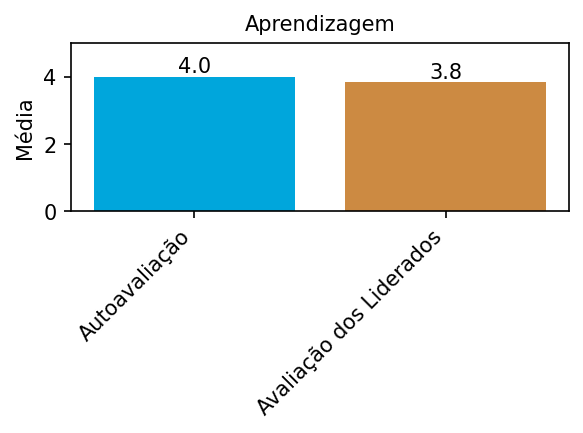 Aprendizagem
4.0
3.8
4
2
0
Média
Autoavaliação
Avaliação dos Liderados